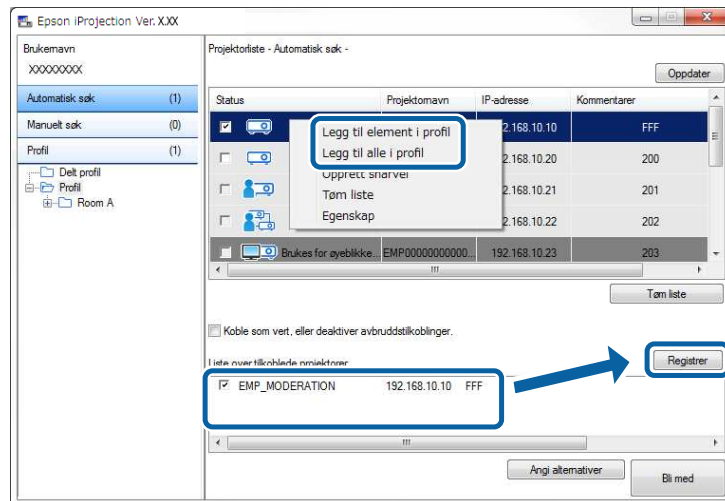 Epson iProjection Ver. X.XX
Brukernavn
XXXXXXXX
Automatisk søk (1)
Manuelt søk (0)
Profil (1)
Delt profil
Profil
Room A
Projektorliste - Automatisk søk -
Oppdater
Status Projektornavn IP-adresse Kommentarer
2.168.10.10 FFF
2.168.10.20 200
2.168.10.21 201
2.168.10.22 202
Brukes for øyeblikke... EMP00000000000... 192.168.10.23 203
Legg til element i profil
Legg til alle i profil
Opprett snarvei
Tøm liste
Egenskap
Tøm liste
Koble som vert, eller deaktiver avbruddstilkoblinger.
Liste over tilkoblede projektorer
Registrer
EMP_MODERATION 192.168.10.10 FFF
Angi alternativer
Bli med